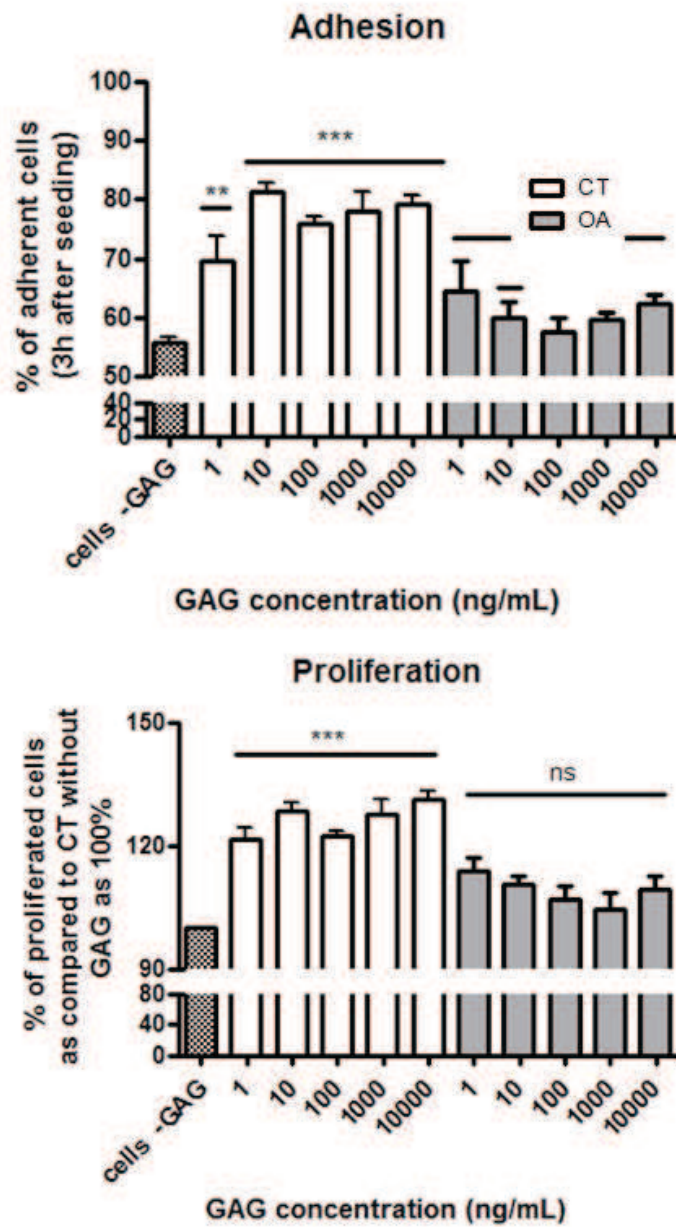 Adhesion
% of adherent cells
(3h after seeding)
100
90
80
70
60
50
40
20
0
**
***
CT
OA
cells -GAG
1
10
100
1000
10000
1
10
100
1000
10000
GAG concentration (ng/mL)
Proliferation
% of proliferated cells
as compared to CT without
GAG as 100%
150
120
90
80
40
0
***
ns
cells -GAG
1
10
100
1000
10000
1
10
100
1000
10000
GAG concentration (ng/mL)